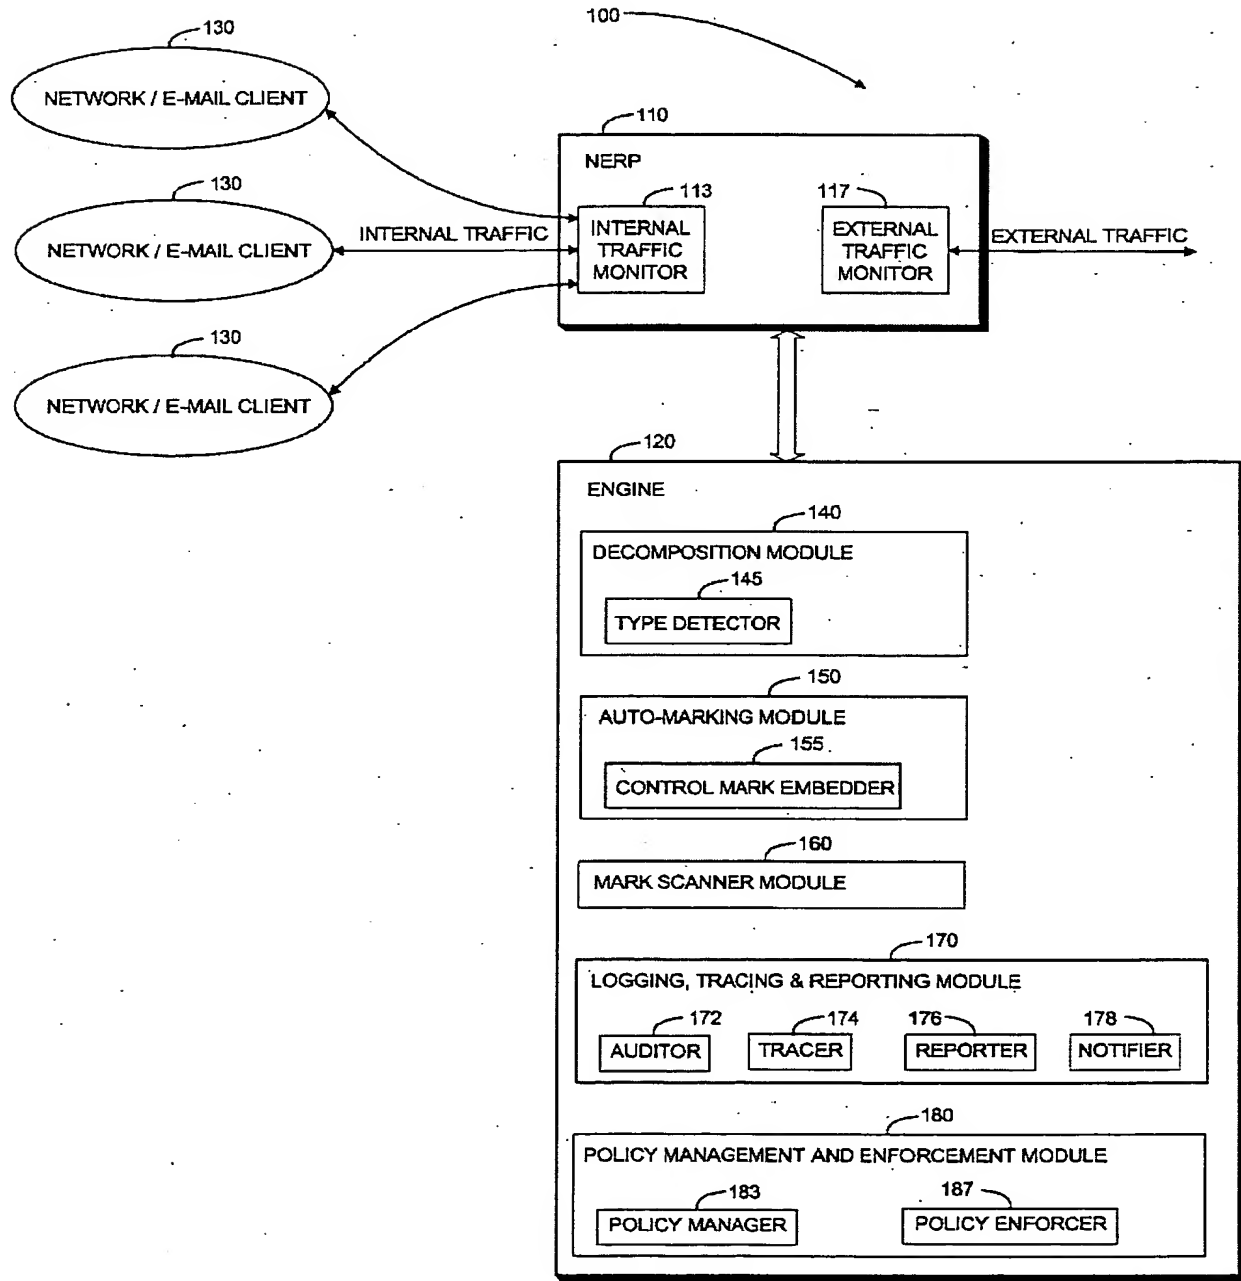 100
130
NETWORK / E-MAIL CLIENT
130
NETWORK / E-MAIL CLIENT
130
NETWORK / E-MAIL CLIENT
INTERNAL TRAFFIC
110
NERP
113
INTERNAL
TRAFFIC
MONITOR
117
EXTERNAL
TRAFFIC
MONITOR
EXTERNAL TRAFFIC
120
ENGINE
140
DECOMPOSITION MODULE
145
TYPE DETECTOR
150
AUTO-MARKING MODULE
155
CONTROL MARK EMBEDDER
160
MARK SCANNER MODULE
170
LOGGING, TRACING & REPORTING MODULE
172
AUDITOR
174
TRACER
176
REPORTER
178
NOTIFIER
180
POLICY MANAGEMENT AND ENFORCEMENT MODULE
183
POLICY MANAGER
187
POLICY ENFORCER